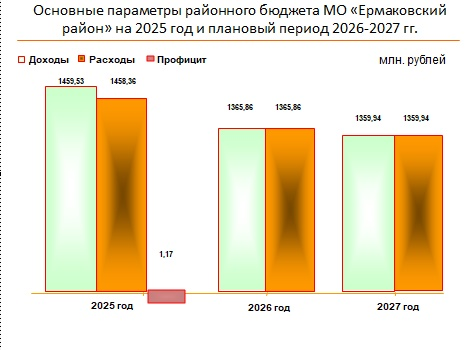 Основные параметры районного бюджета МО «Ермаковский
район» на 2025 год и плановый период 2026-2027 гг.
Доходы Расходы Профицит млн. рублей
1459,53 1458,36
1365,86 1365,86
1359,94 1359,94
1,17
2025 год 2026 год 2027 год